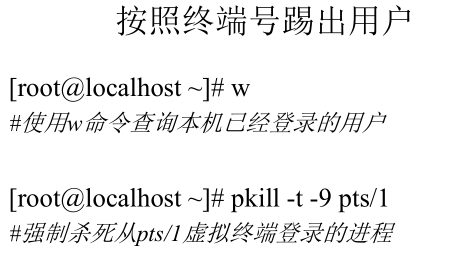 按照终端号踢出用户
[root@localhost ~]# w
#使用w命令查询本机已经登录的用户
[root@localhost ~]# pkill -t -9 pts/1
#强制杀死从pts/1虚拟终端登录的进程